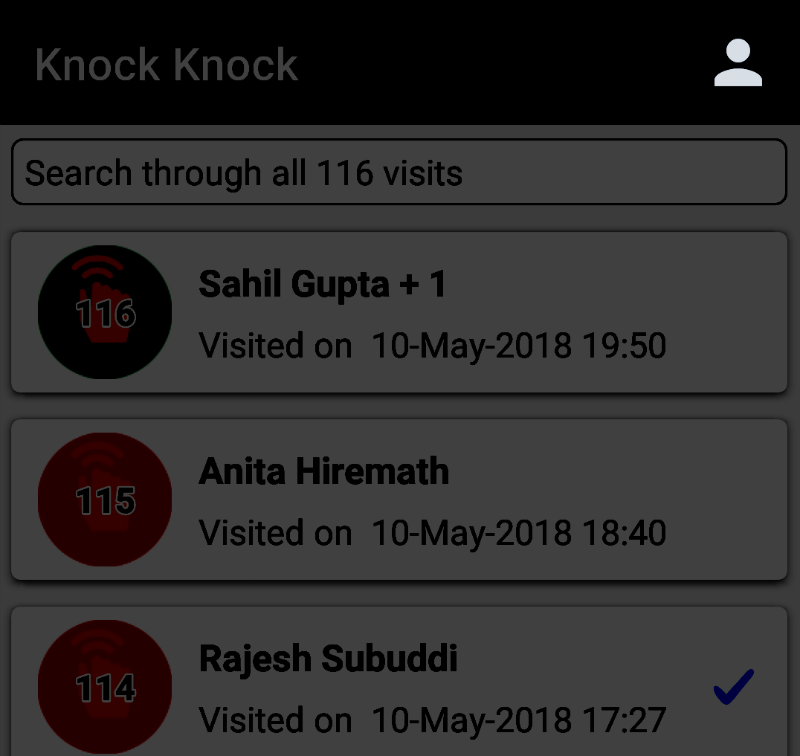 Knock Knock
Search through all 116 visits
116
Sahil Gupta + 1
Visited on 10-May-2018 19:50
115
Anita Hiremath
Visited on 10-May-2018 18:40
114
Rajesh Subuddi
Visited on 10-May-2018 17:27